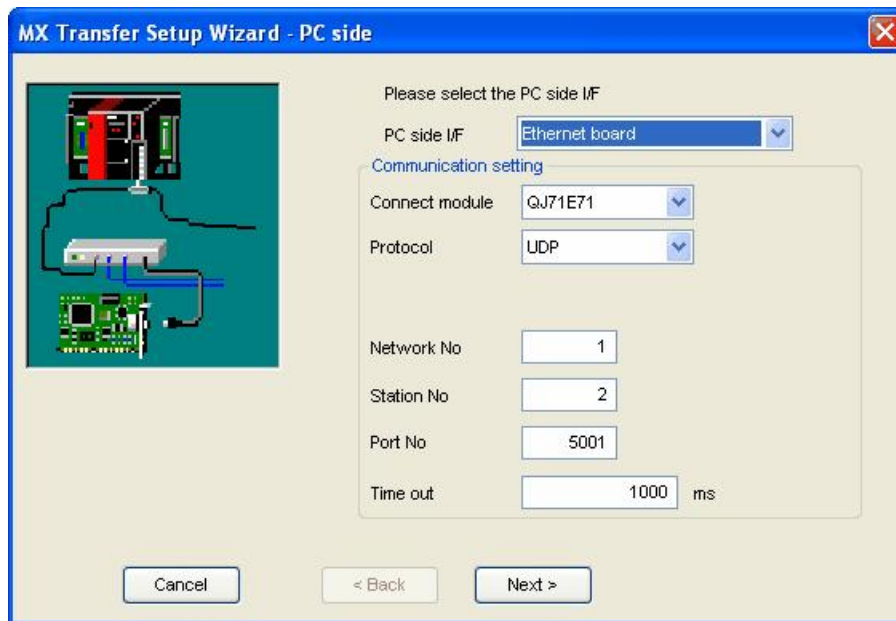 MX Transfer Setup Wizard - PC side
Please select the PC side I/F
PC side I/F Ethernet board
Communication setting
Connect module QJ71E71
Protocol UDP
Network No 1
Station No 2
Port No 5001
Time out 1000 ms
Cancel < Back Next >